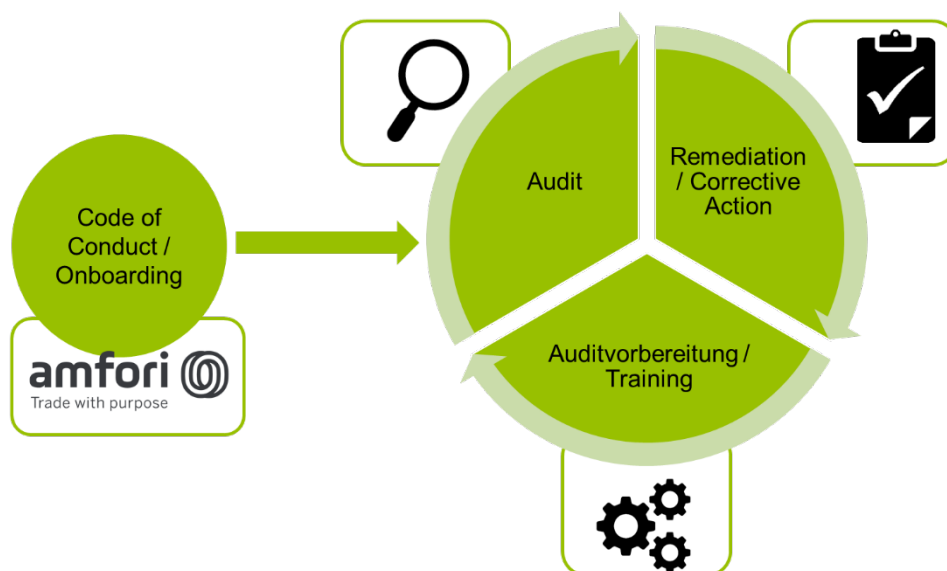 Code of
Conduct /
Onboarding
amfori
Trade with purpose
Audit
Remediation
/ Corrective
Action
Auditvorbereitung /
Training